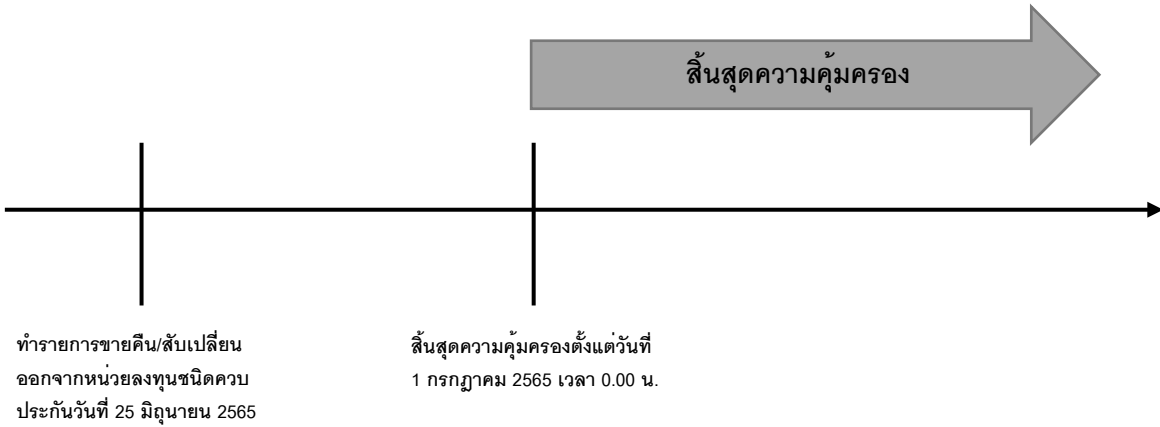 สิ้นสุดความคุ้มครอง
ทำรายการขายคืน/สับเปลี่ยน
ออกจากหน่วยลงทุนชนิดควบ
ประกันวันที่ 25 มิถุนายน 2565
สิ้นสุดความคุ้มครองตั้งแต่วันที่
1 กรกฎาคม 2565 เวลา 0.00 น.